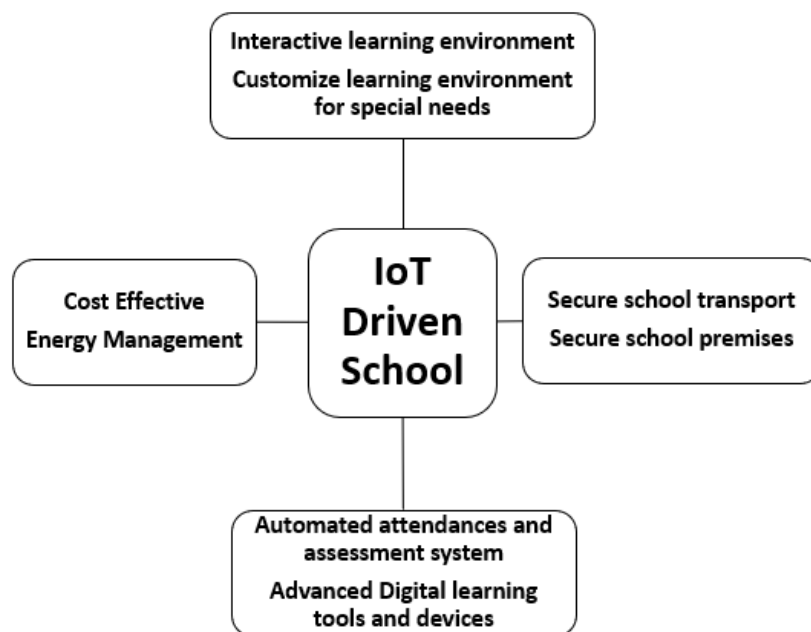 Interactive learning environment
Customize learning environment
for special needs
Cost Effective
Energy Management
IoT
Driven
School
Secure school transport
Secure school premises
Automated attendances and
assessment system
Advanced Digital learning
tools and devices